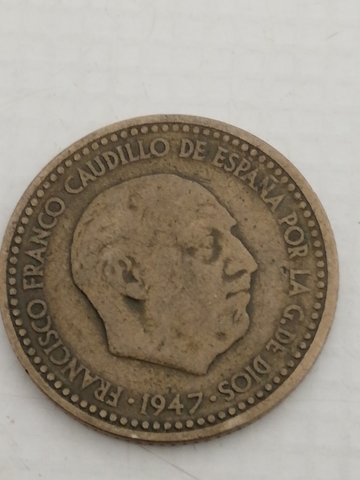 FRANCISCO FRANCO CAUDILLO DE ESPAÑA POR LA G. DE DIOS
· 1947 ·